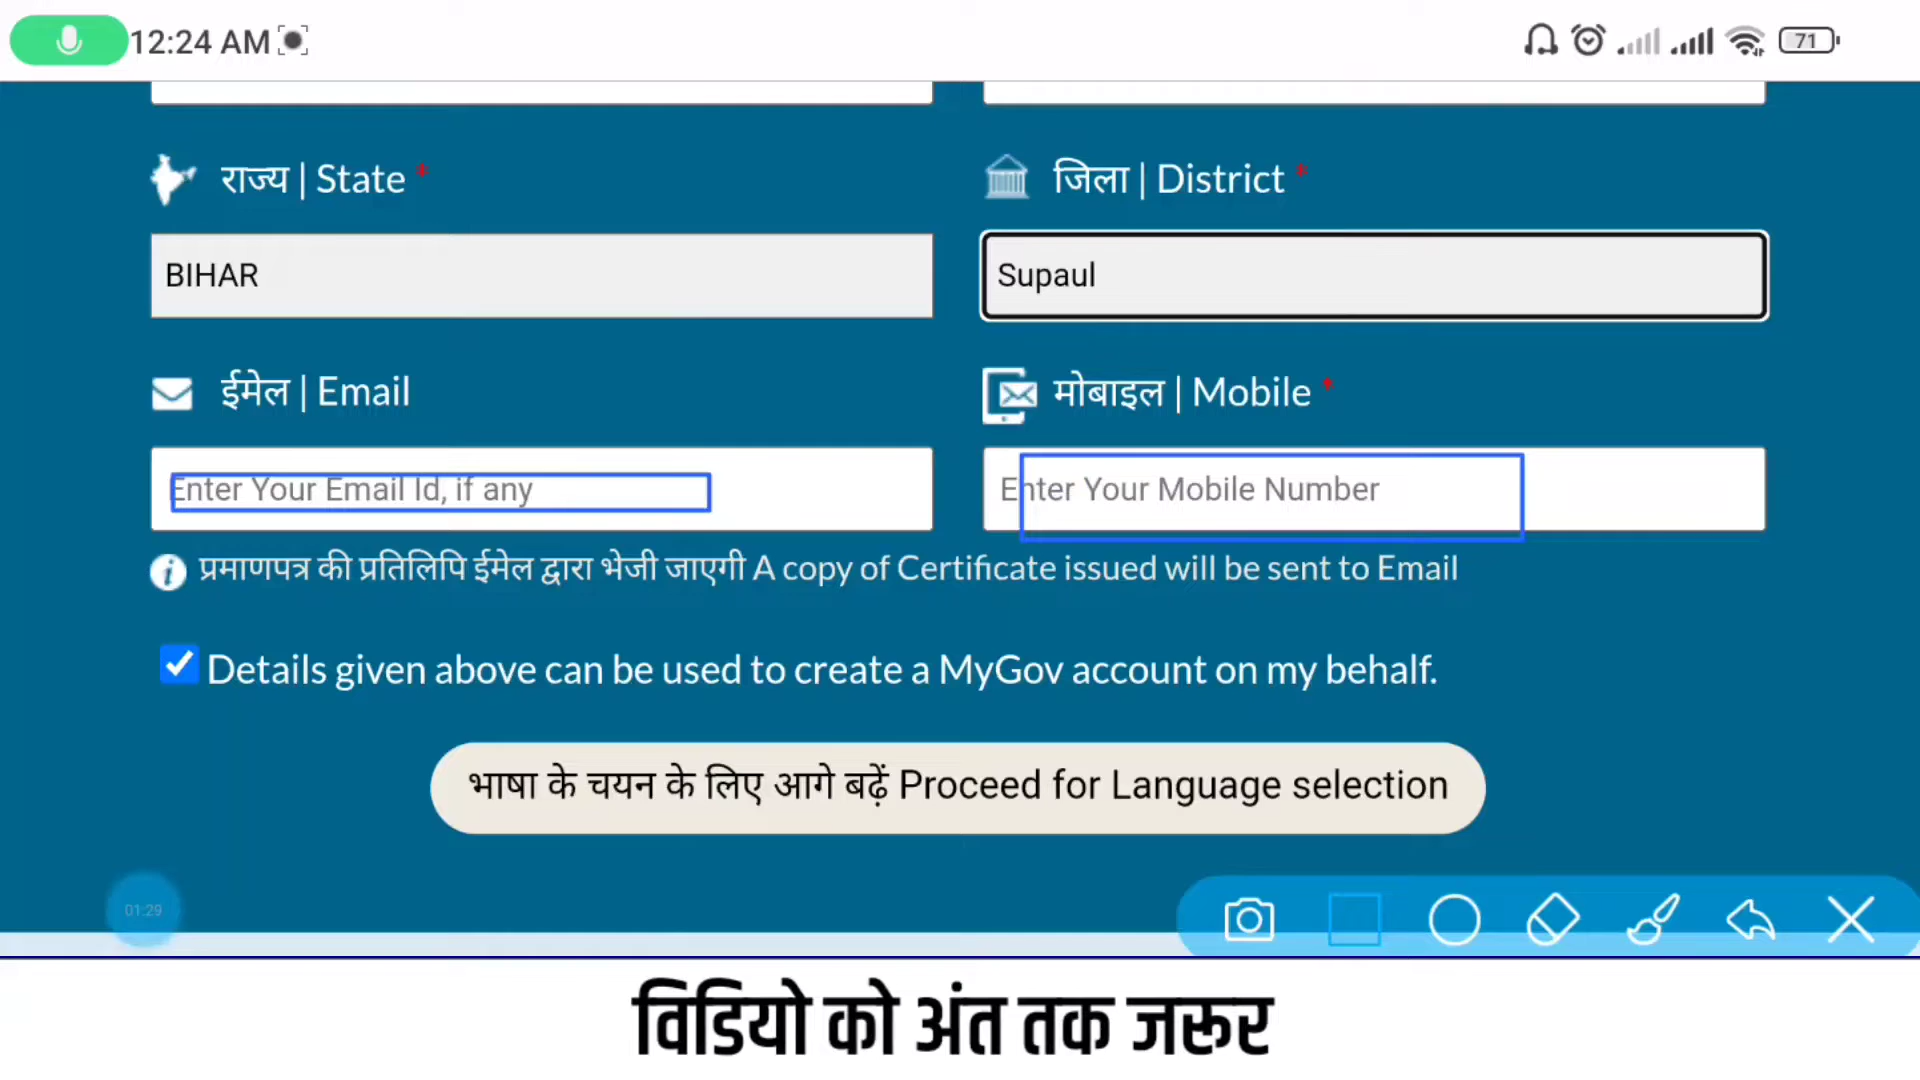 12:24 AM
71
राज्य | State *
जिला | District *
BIHAR
Supaul
ईमेल | Email
मोबाइल | Mobile *
Enter Your Email Id, if any
Enter Your Mobile Number
i प्रमाणपत्र की प्रतिलिपि ईमेल द्वारा भेजी जाएगी A copy of Certificate issued will be sent to Email
Details given above can be used to create a MyGov account on my behalf.
भाषा के चयन के लिए आगे बढ़ें Proceed for Language selection
01:29
विडियो को अंत तक जरूर